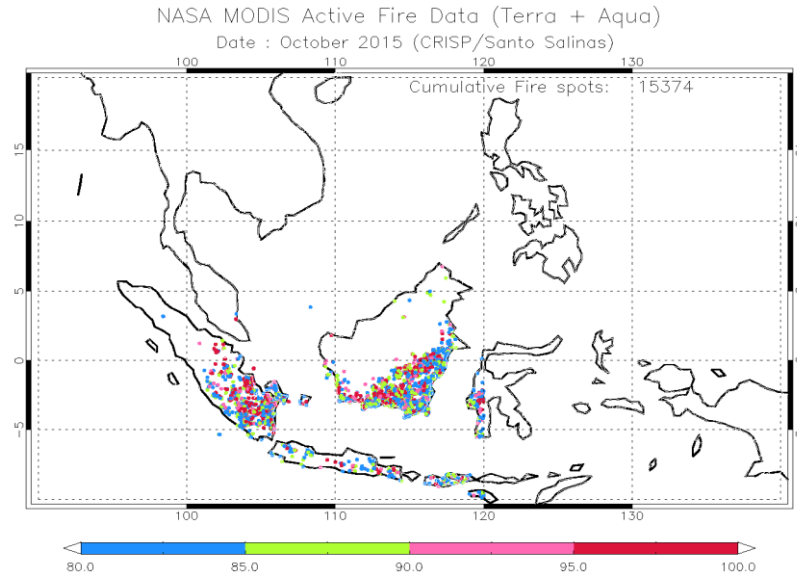 NASA MODIS Active Fire Data (Terra + Aqua)
Date : October 2015 (CRISP/Santo Salinas)
100 110 120 130
Cumulative Fire spots: 15374
15
10
5
0
-5
100 110 120 130
80.0 85.0 90.0 95.0 100.0